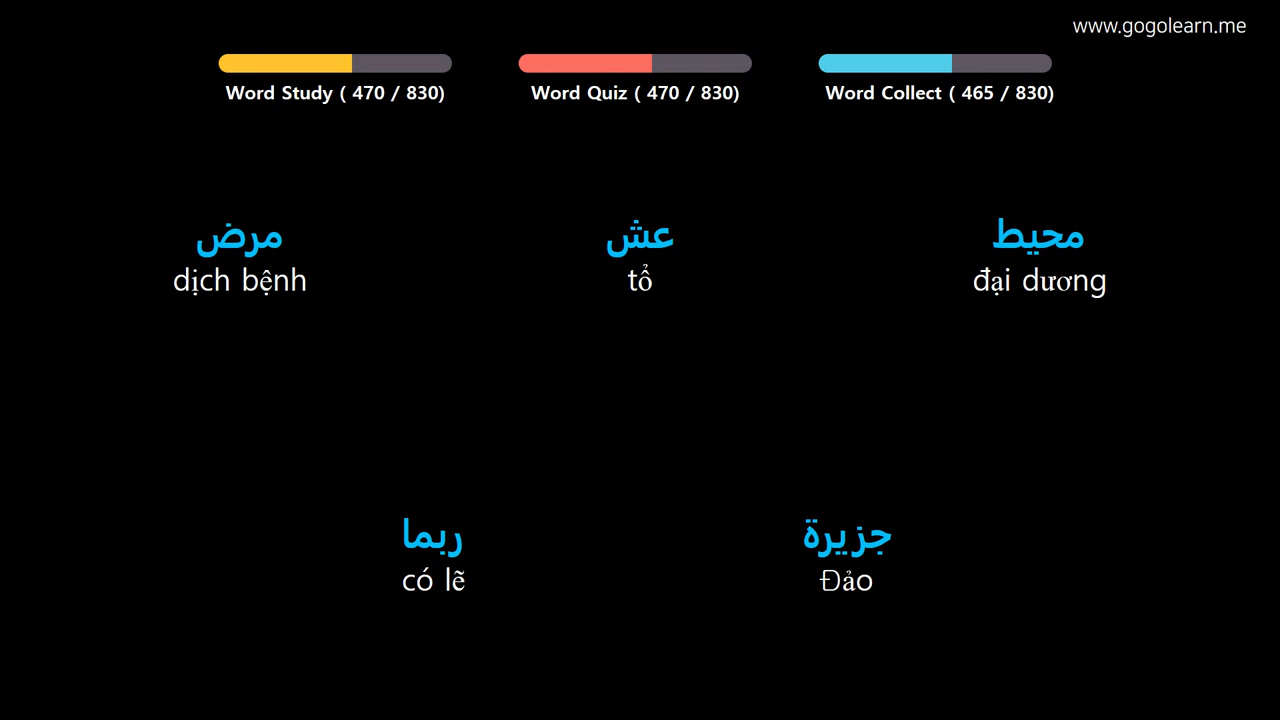 www.gogolearn.me
Word Study ( 470 / 830)
Word Quiz ( 470 / 830)
Word Collect ( 465 / 830)
مرض
dịch bệnh
عش
tổ
محيط
đại dương
ربما
có lẽ
جزيرة
Đảo